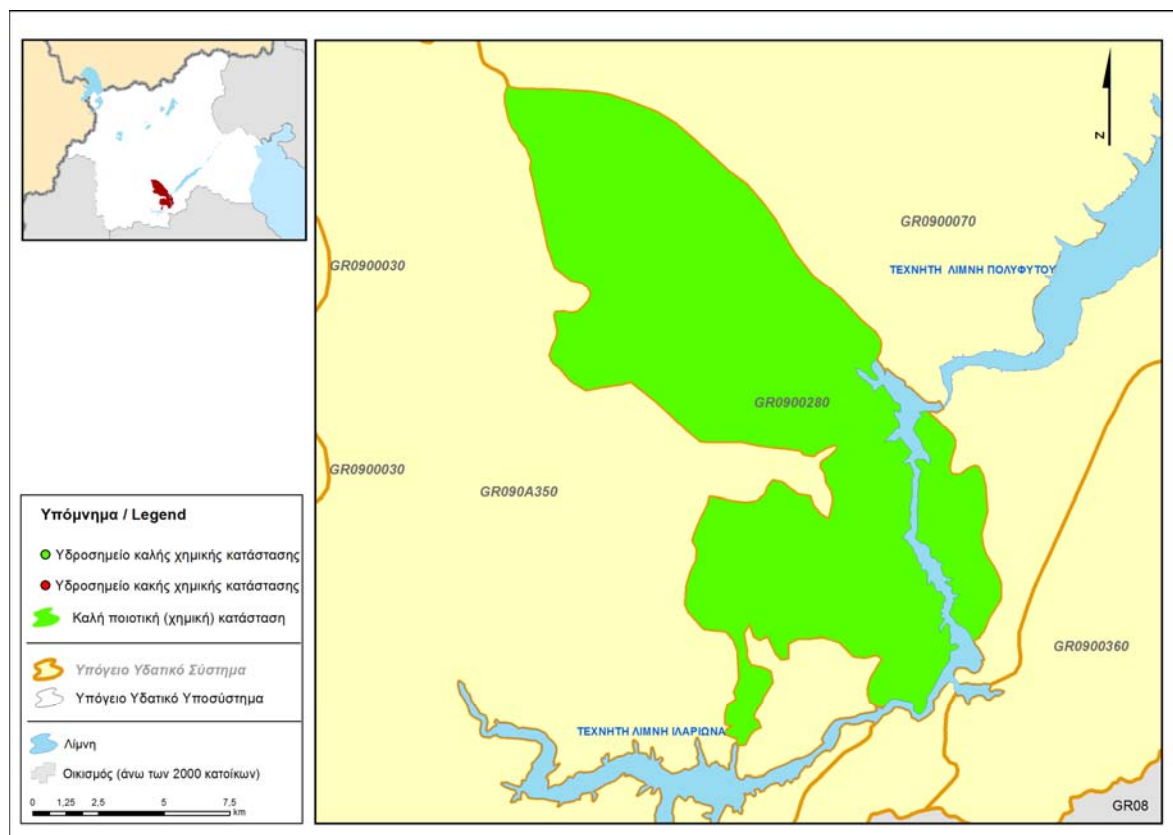 N
GR0900070
GR0900030
ΤΕΧΝΗΤΗ ΛΙΜΝΗ ΠΟΛΥΦΥΤΟΥ
GR0900280
GR0900030
GR090A350
GR0900360
ΤΕΧΝΗΤΗ ΛΙΜΝΗ ΙΛΑΡΙΩΝΑ
GR08
Υπόμνημα / Legend
Υδροσημείο καλής χημικής κατάστασης
Υδροσημείο κακής χημικής κατάστασης
Καλή ποιοτική (χημική) κατάσταση
Υπόγειο Υδατικό Σύστημα
Υπόγειο Υδατικό Υποσύστημα
Λίμνη
Οικισμός (άνω των 2000 κατοίκων)
0 1,25 2,5 5 7,5
km